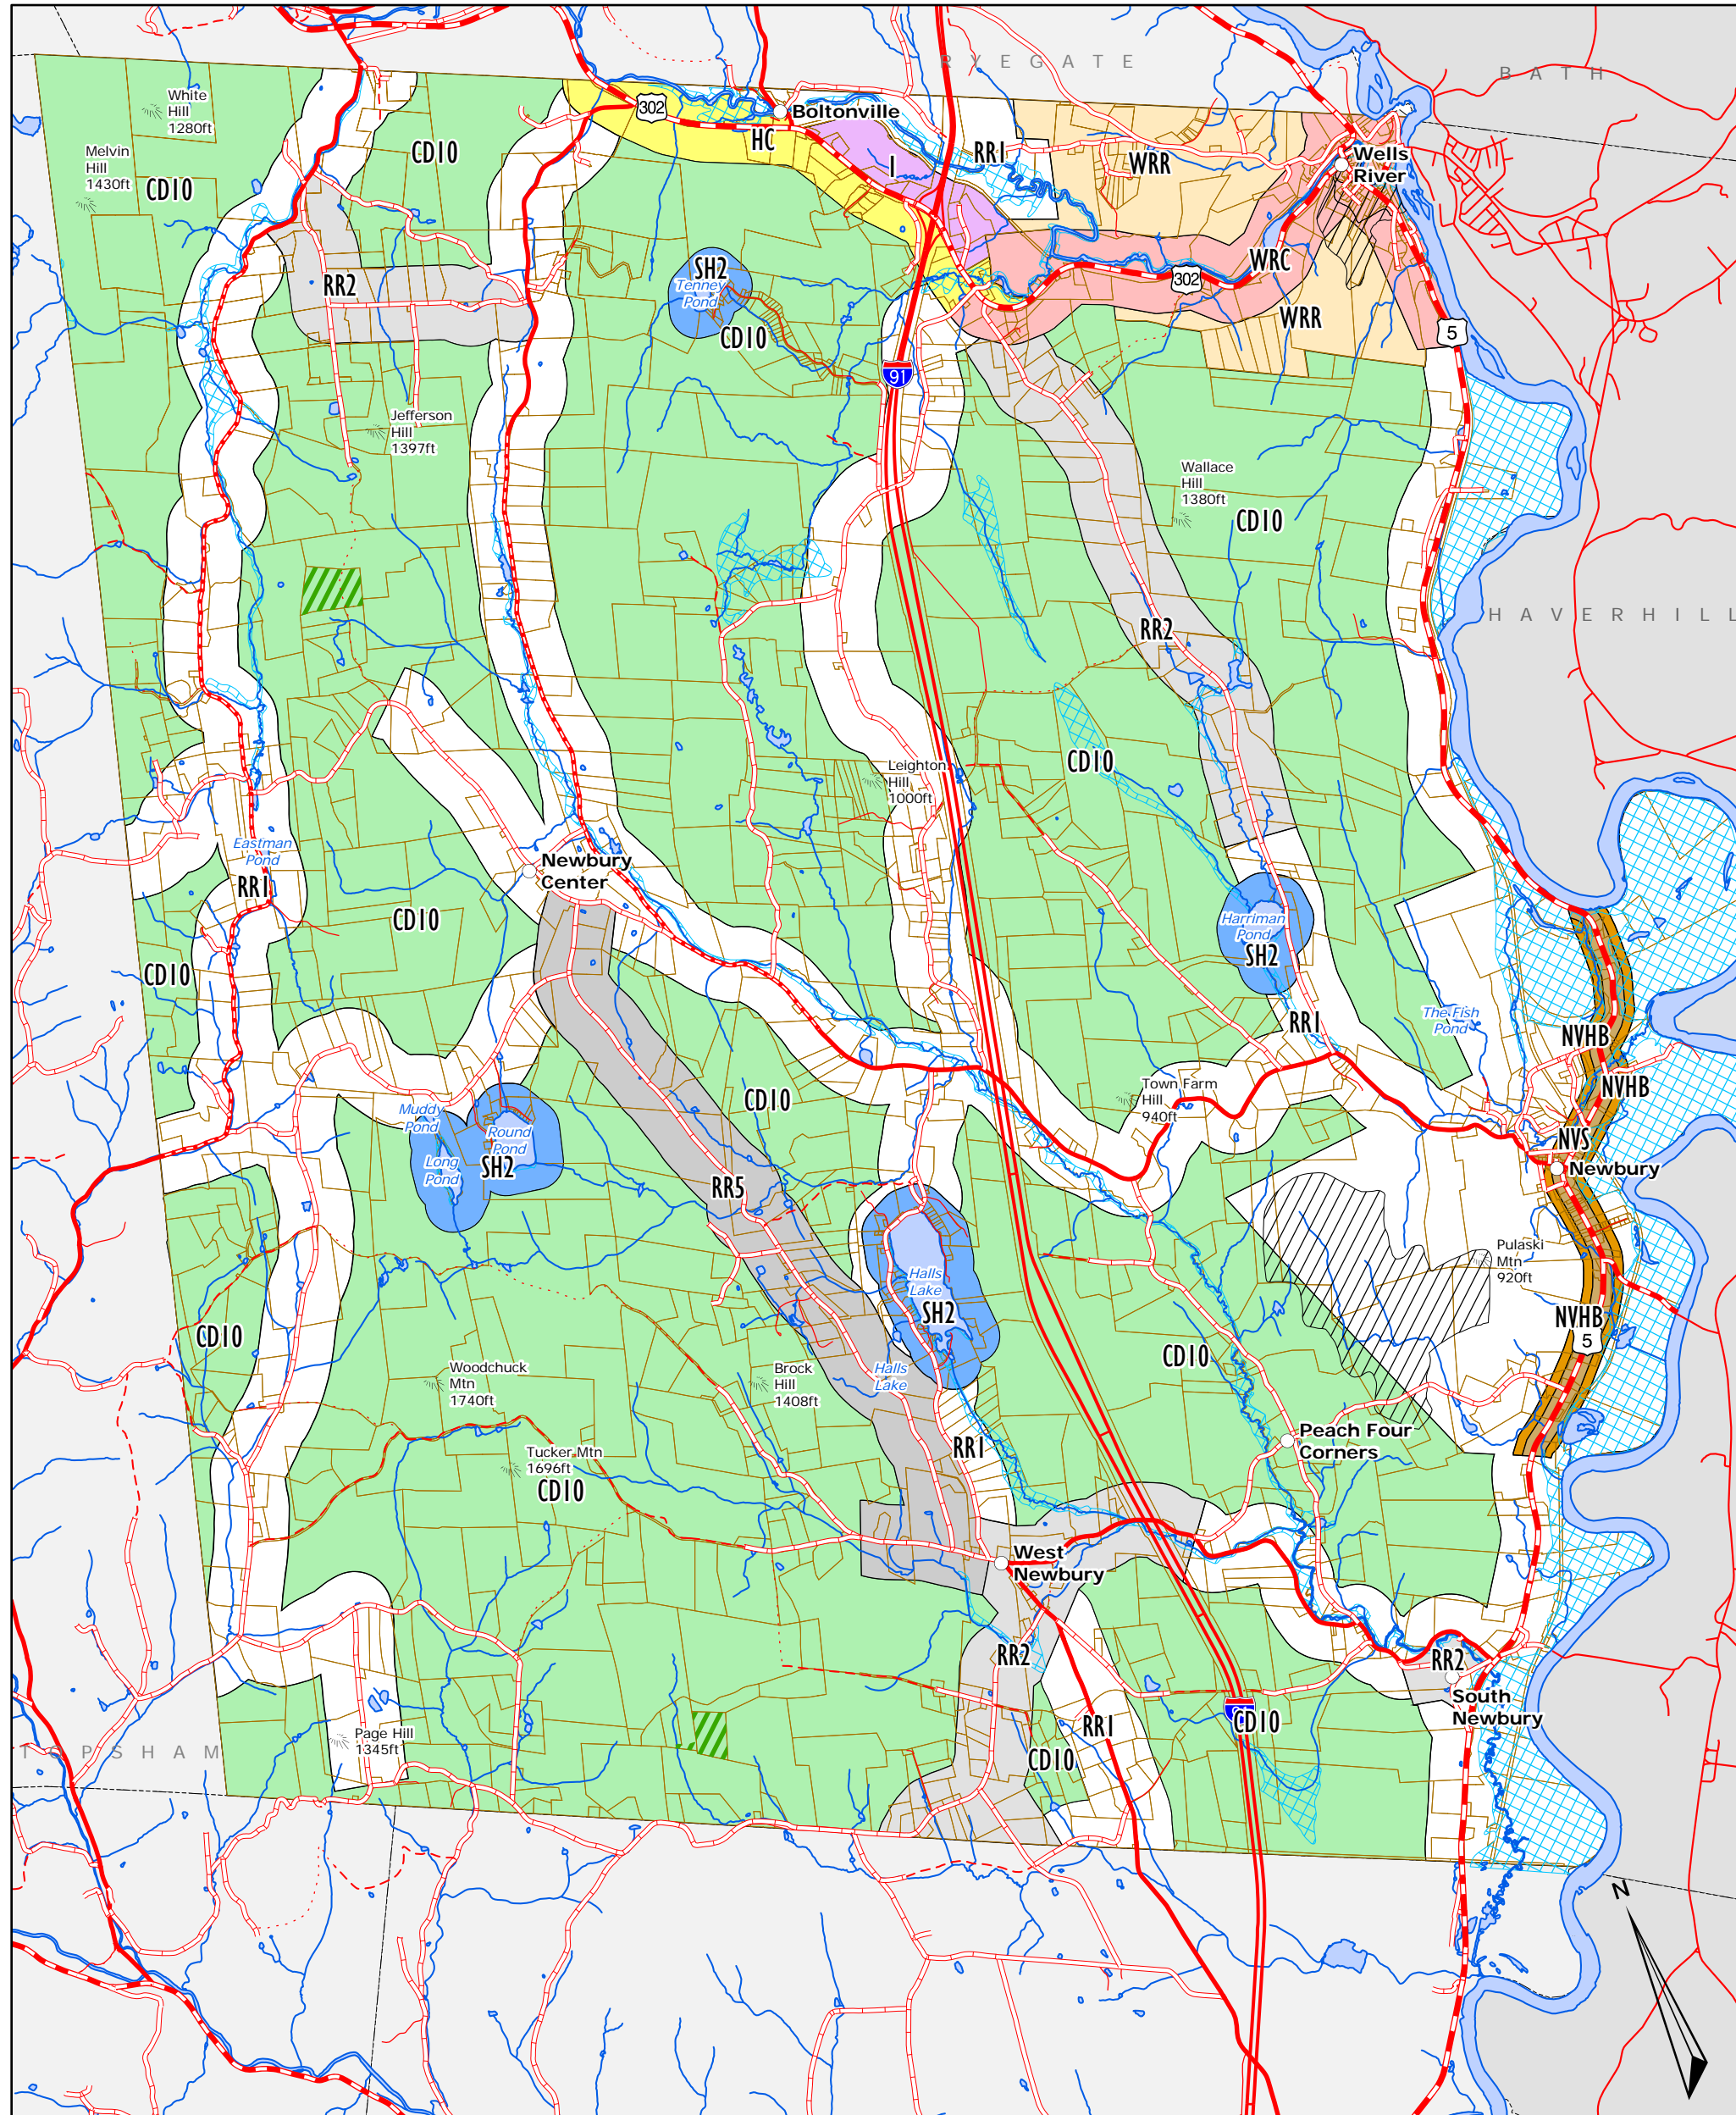 RYEGATE
BATH
White
Hill
1280ft
302
Boltonville
HC
Melvin
Hill
1430ft
CD10
CD10
I
RR1
WRR
Wells
River
RR2
SH2
Tenney
Pond
CD10
WRC
302
WRR
5
91
Jefferson
Hill
1397ft
Wallace
Hill
1380ft
CD10
HAVERHILL
RR2
CD10
Leighton
Hill
1000ft
Eastman
Pond
RR1
Newbury
Center
CD10
Harriman
Pond
SH2
CD10
RR1
The Fish
Pond
NVHB
NVHB
Town Farm
Hill
940ft
CD10
Muddy
Pond
Round
Pond
Long
Pond
SH2
NVS
Newbury
RR5
Pulaski
Mtn
920ft
Halls
Lake
SH2
NVHB
5
CD10
CD10
Woodchuck
Mtn
1740ft
Brock
Hill
1408ft
Halls
Lake
Tucker Mtn
1696ft
CD10
RR1
Peach Four
Corners
West
Newbury
RR2
RR2
South
Newbury
Page Hill
1345ft
TOPSHAM
RR1
CD10
CD10
N